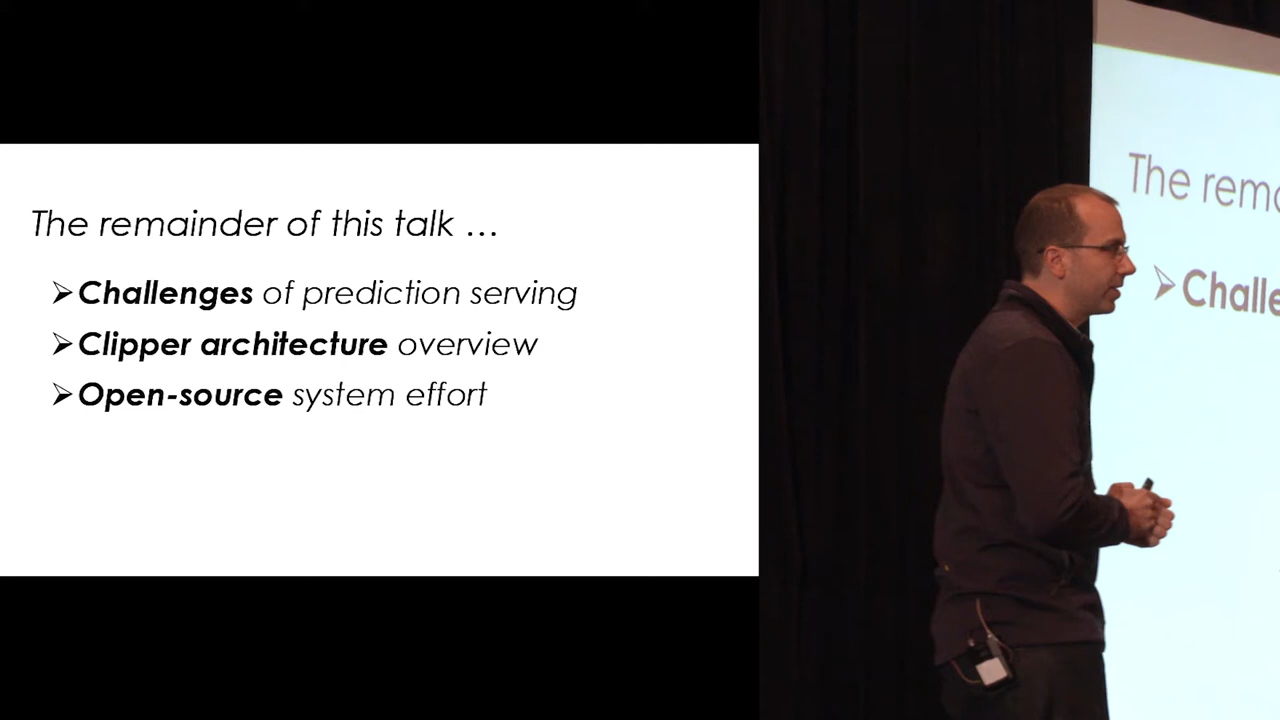 The remainder of this talk …
➢Challenges of prediction serving
➢Clipper architecture overview
➢Open-source system effort
The rema
➢Challe